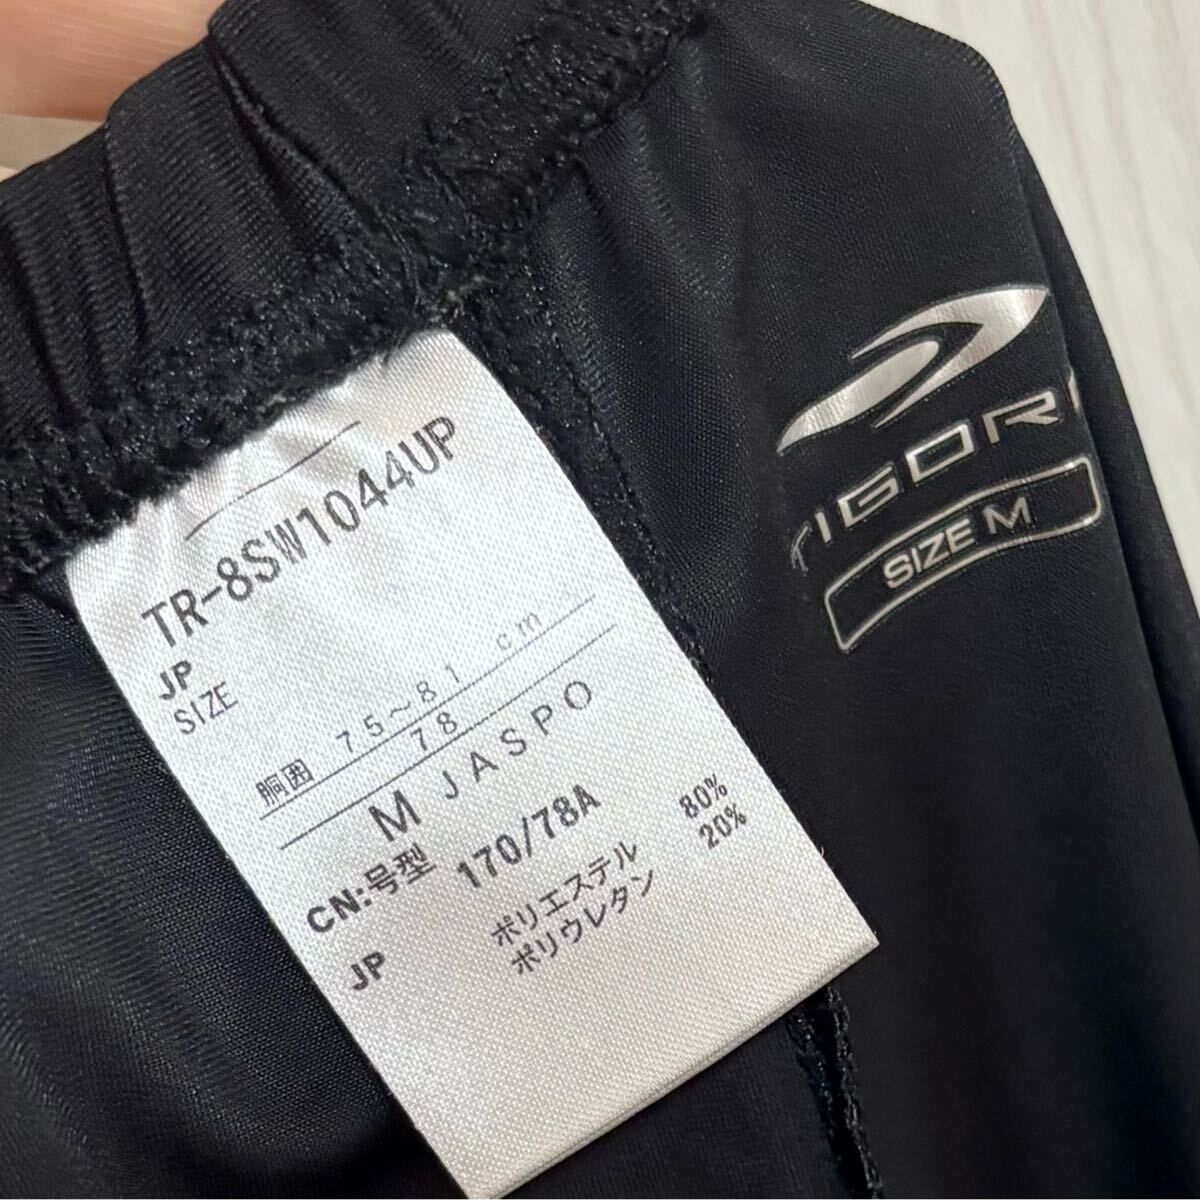 TR-8SW1044UP
JP
SIZE
胴囲 75~81 cm
78
M JASPO
CN:号型 170/78A
JP ポリエステル 80%
ポリウレタン 20%
TIGOR
SIZE M